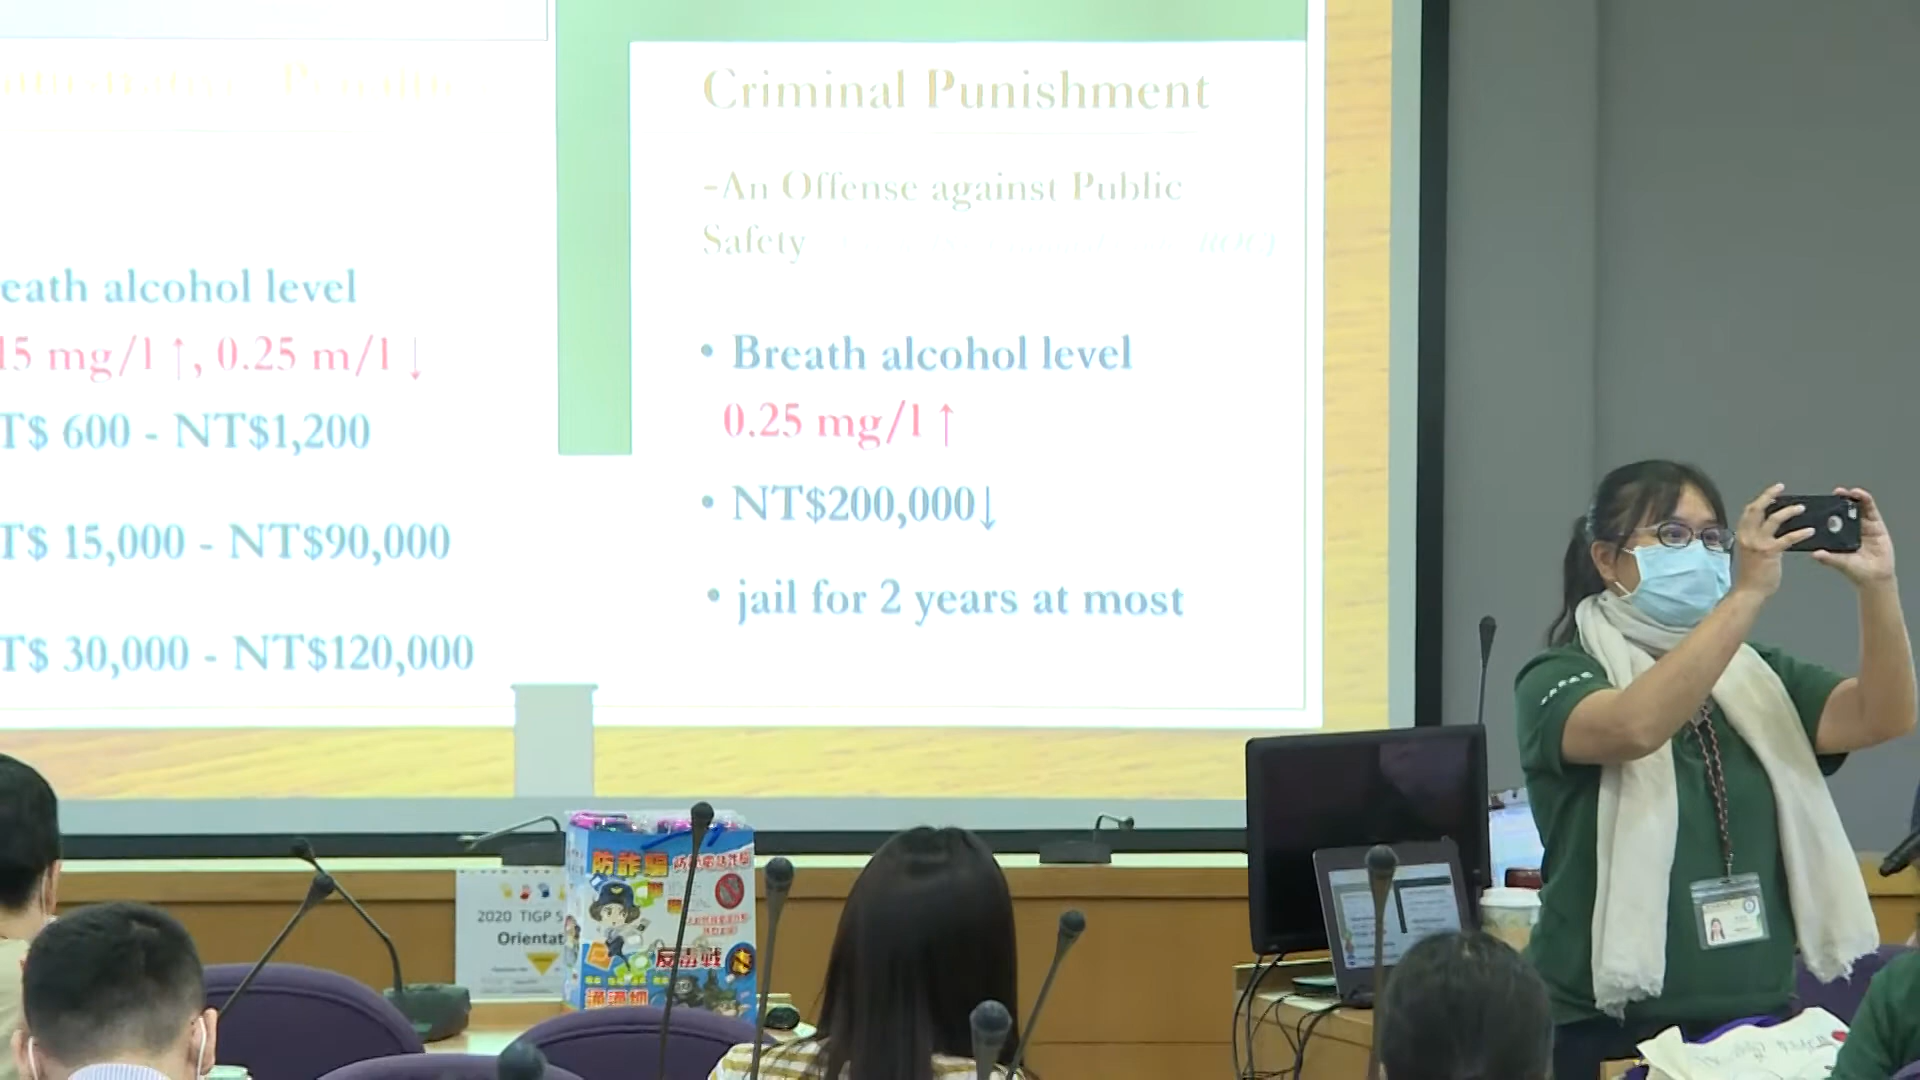 eath alcohol level
15 mg/l ↑, 0.25 m/l ↓
T$ 600 - NT$1,200
T$ 15,000 - NT$90,000
T$ 30,000 - NT$120,000
Criminal Punishment
-An Offense against Public
Safety
ROC)
• Breath alcohol level
0.25 mg/l ↑
• NT$200,000↓
• jail for 2 years at most
2020 TIGP S
Orientat
防詐騙
反毒戰